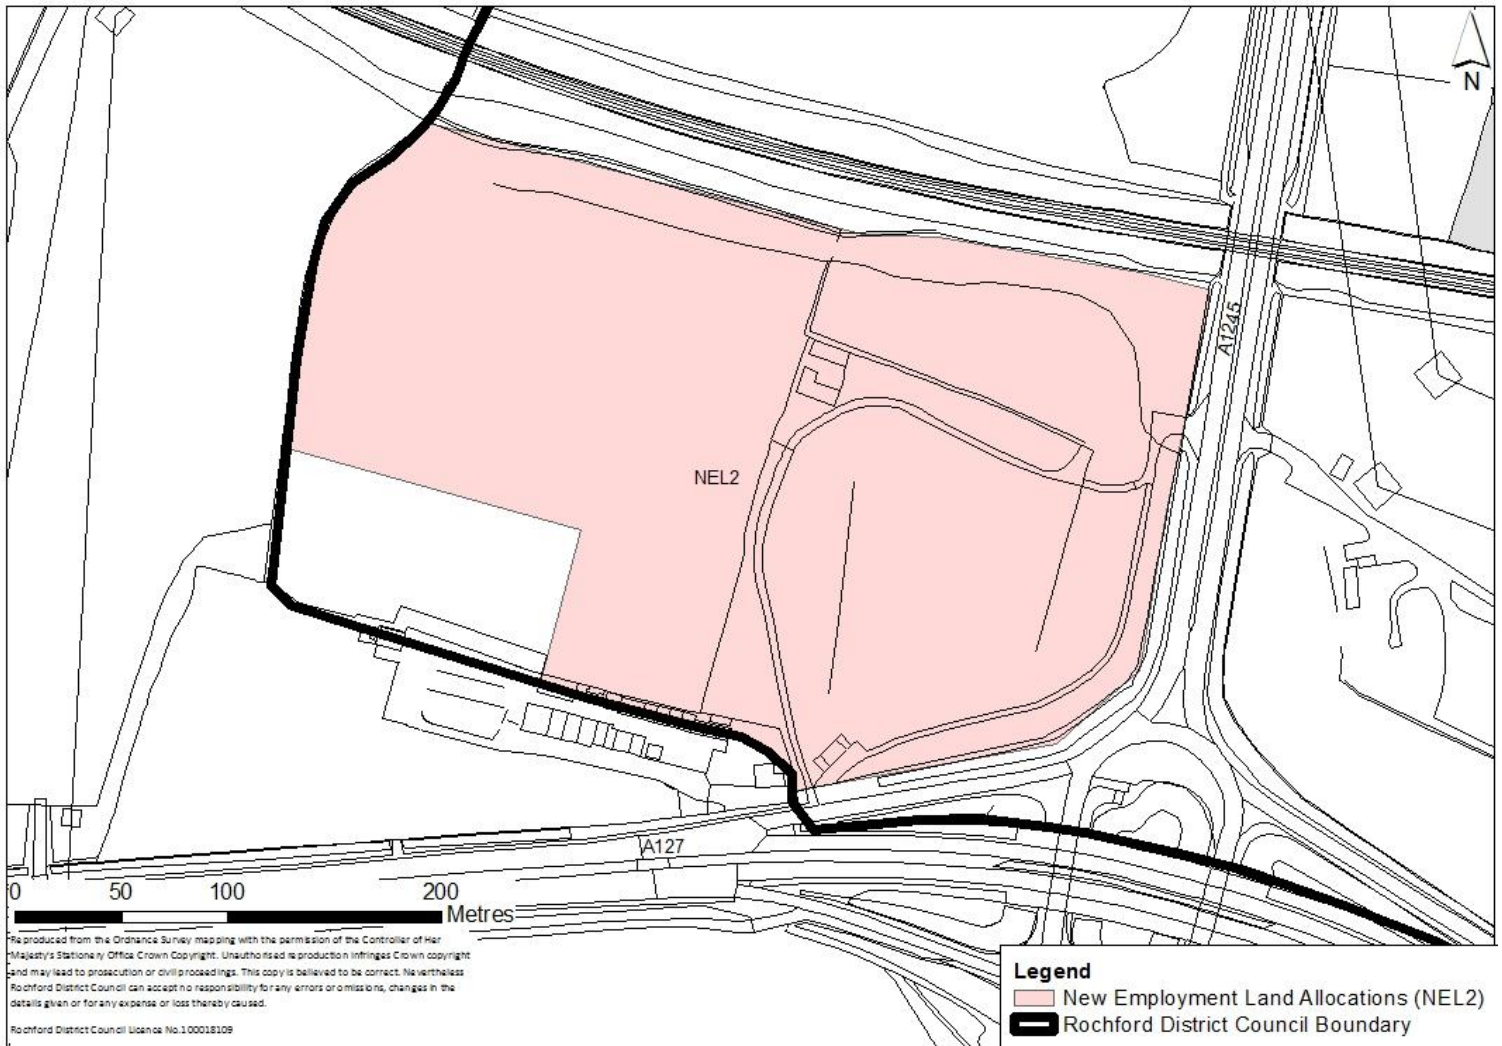 N
A1245
NEL2
A127
0 50 100 200
Metres
Reproduced from the Ordnance Survey mapping with the permission of the Controller of Her
Majesty's Stationery Office Crown Copyright. Unauthorised reproduction infringes Crown copyright
and may lead to prosecution or civil proceedings. This copy is believed to be correct. Nevertheless
Rochford District Council can accept no responsibility for any errors or omissions, changes in the
details given or for any expense or loss thereby caused.
Rochford District Council Licence No.100018109
Legend
New Employment Land Allocations (NEL2)
Rochford District Council Boundary